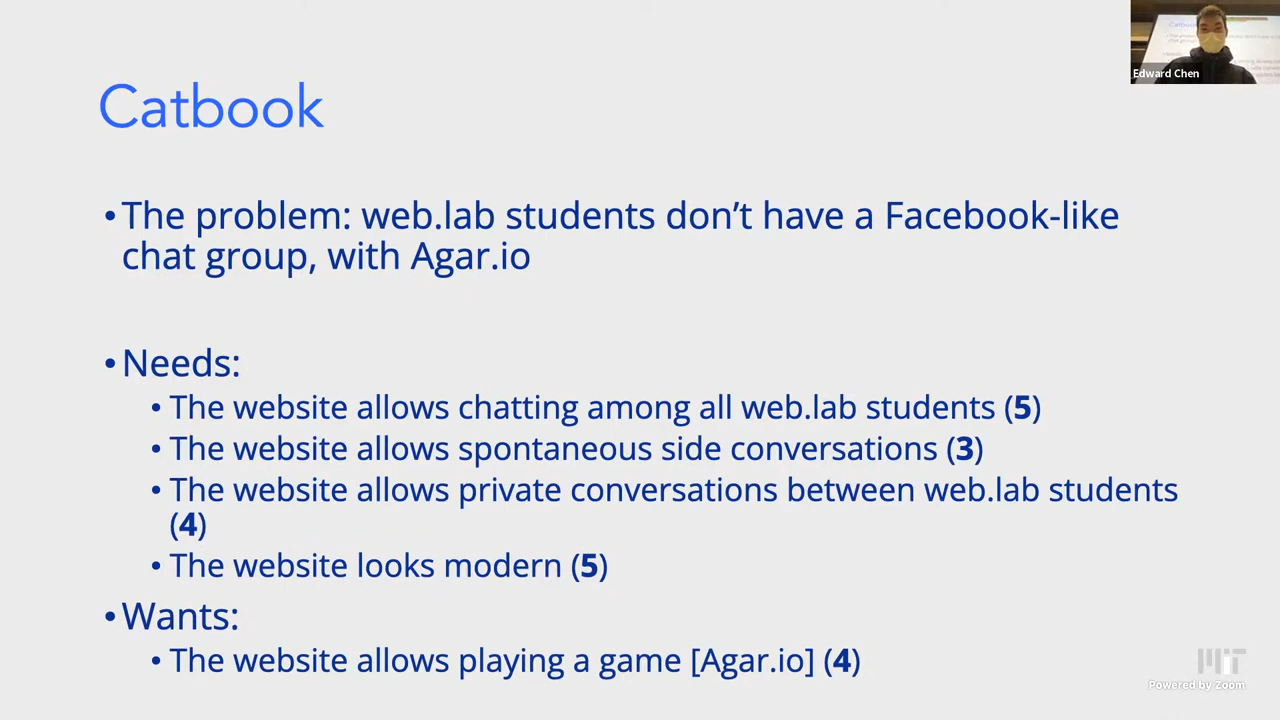 Catbook
Edward Chen
•The problem: web.lab students don’t have a Facebook-like
chat group, with Agar.io
•Needs:
• The website allows chatting among all web.lab students (5)
• The website allows spontaneous side conversations (3)
• The website allows private conversations between web.lab students
(4)
• The website looks modern (5)
•Wants:
• The website allows playing a game [Agar.io] (4)
MIT
Powered by Zoom